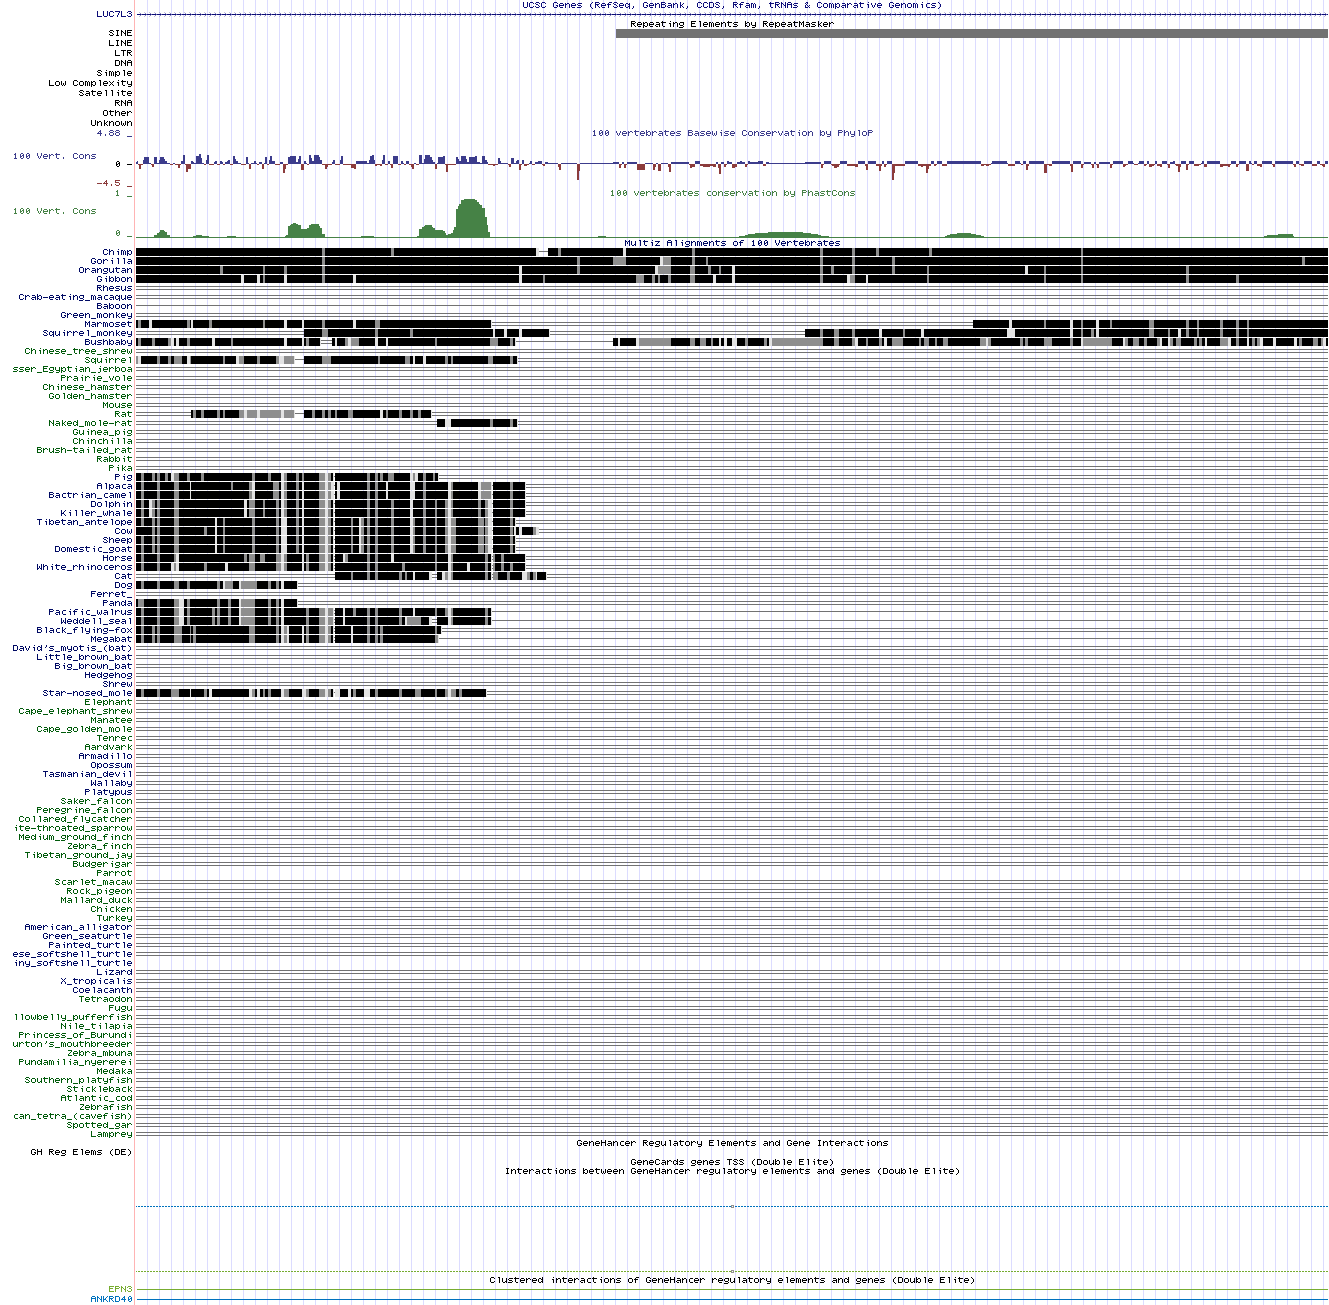 UCSC Genes (RefSeq, GenBank, CCDS, Rfam, tRNAs & Comparative Genomics)
LUC7L3
Repeating Elements by RepeatMasker
SINE
LINE
LTR
DNA
Simple
Low Complexity
Satellite
RNA
Other
Unknown
4.88 _
100 vertebrates Basewise Conservation by PhyloP
100 Vert. Cons
0 _
-4.5 _
100 vertebrates conservation by PhastCons
1 _
100 Vert. Cons
0 _
Multiz Alignments of 100 Vertebrates
Chimp
Gorilla
Orangutan
Gibbon
Rhesus
Crab-eating_macaque
Baboon
Green_monkey
Marmoset
Squirrel_monkey
Bushbaby
Chinese_tree_shrew
Squirrel
sser_Egyptian_jerboa
Prairie_vole
Chinese_hamster
Golden_hamster
Mouse
Rat
Naked_mole-rat
Guinea_pig
Chinchilla
Brush-tailed_rat
Rabbit
Pika
Pig
Alpaca
Bactrian_camel
Dolphin
Killer_whale
Tibetan_antelope
Cow
Sheep
Domestic_goat
Horse
White_rhinoceros
Cat
Dog
Ferret_
Panda
Pacific_walrus
Weddell_seal
Black_flying-fox
Megabat
David's_myotis_(bat)
Little_brown_bat
Big_brown_bat
Hedgehog
Shrew
Star-nosed_mole
Elephant
Cape_elephant_shrew
Manatee
Cape_golden_mole
Tenrec
Aardvark
Armadillo
Opossum
Tasmanian_devil
Wallaby
Platypus
Saker_falcon
Peregrine_falcon
Collared_flycatcher
ite-throated_sparrow
Medium_ground_finch
Zebra_finch
Tibetan_ground_jay
Budgerigar
Parrot
Scarlet_macaw
Rock_pigeon
Mallard_duck
Chicken
Turkey
American_alligator
Green_seaturtle
Painted_turtle
ese_softshell_turtle
iny_softshell_turtle
Lizard
X_tropicalis
Coelacanth
Tetraodon
Fugu
llowbelly_pufferfish
Nile_tilapia
Princess_of_Burundi
urton's_mouthbreeder
Zebra_mbuna
Pundamilia_nyererei
Medaka
Southern_platyfish
Stickleback
Atlantic_cod
Zebrafish
can_tetra_(cavefish)
Spotted_gar
Lamprey
GeneHancer Regulatory Elements and Gene Interactions
GH Reg Elems (DE)
GeneCards genes TSS (Double Elite)
Interactions between GeneHancer regulatory elements and genes (Double Elite)
Clustered interactions of GeneHancer regulatory elements and genes (Double Elite)
EPN3
ANKRD40